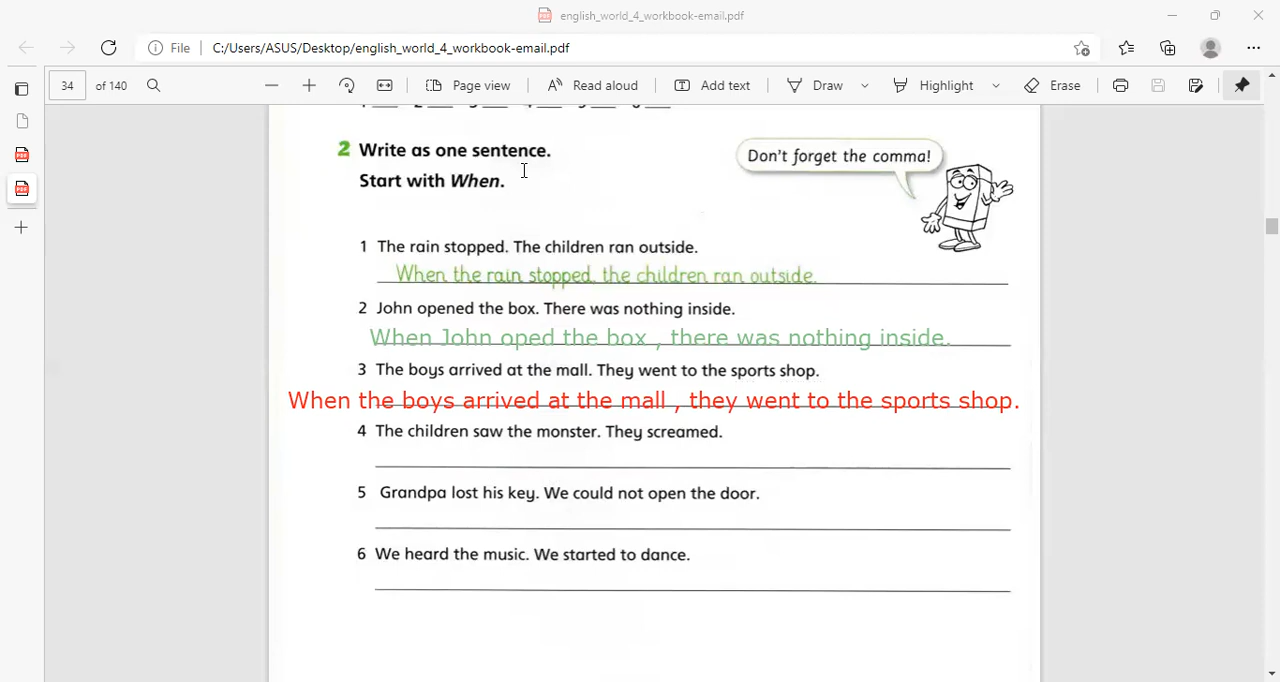 english_world_4_workbook-email.pdf
File C:/Users/ASUS/Desktop/english_world_4_workbook-email.pdf
34 of 140 Page view Read aloud Add text Draw Highlight Erase
2 Write as one sentence.
Start with When.
Don't forget the comma!
1 The rain stopped. The children ran outside.
When the rain stopped, the children ran outside.
2 John opened the box. There was nothing inside.
When John oped the box , there was nothing inside.
3 The boys arrived at the mall. They went to the sports shop.
When the boys arrived at the mall , they went to the sports shop.
4 The children saw the monster. They screamed.
5 Grandpa lost his key. We could not open the door.
6 We heard the music. We started to dance.